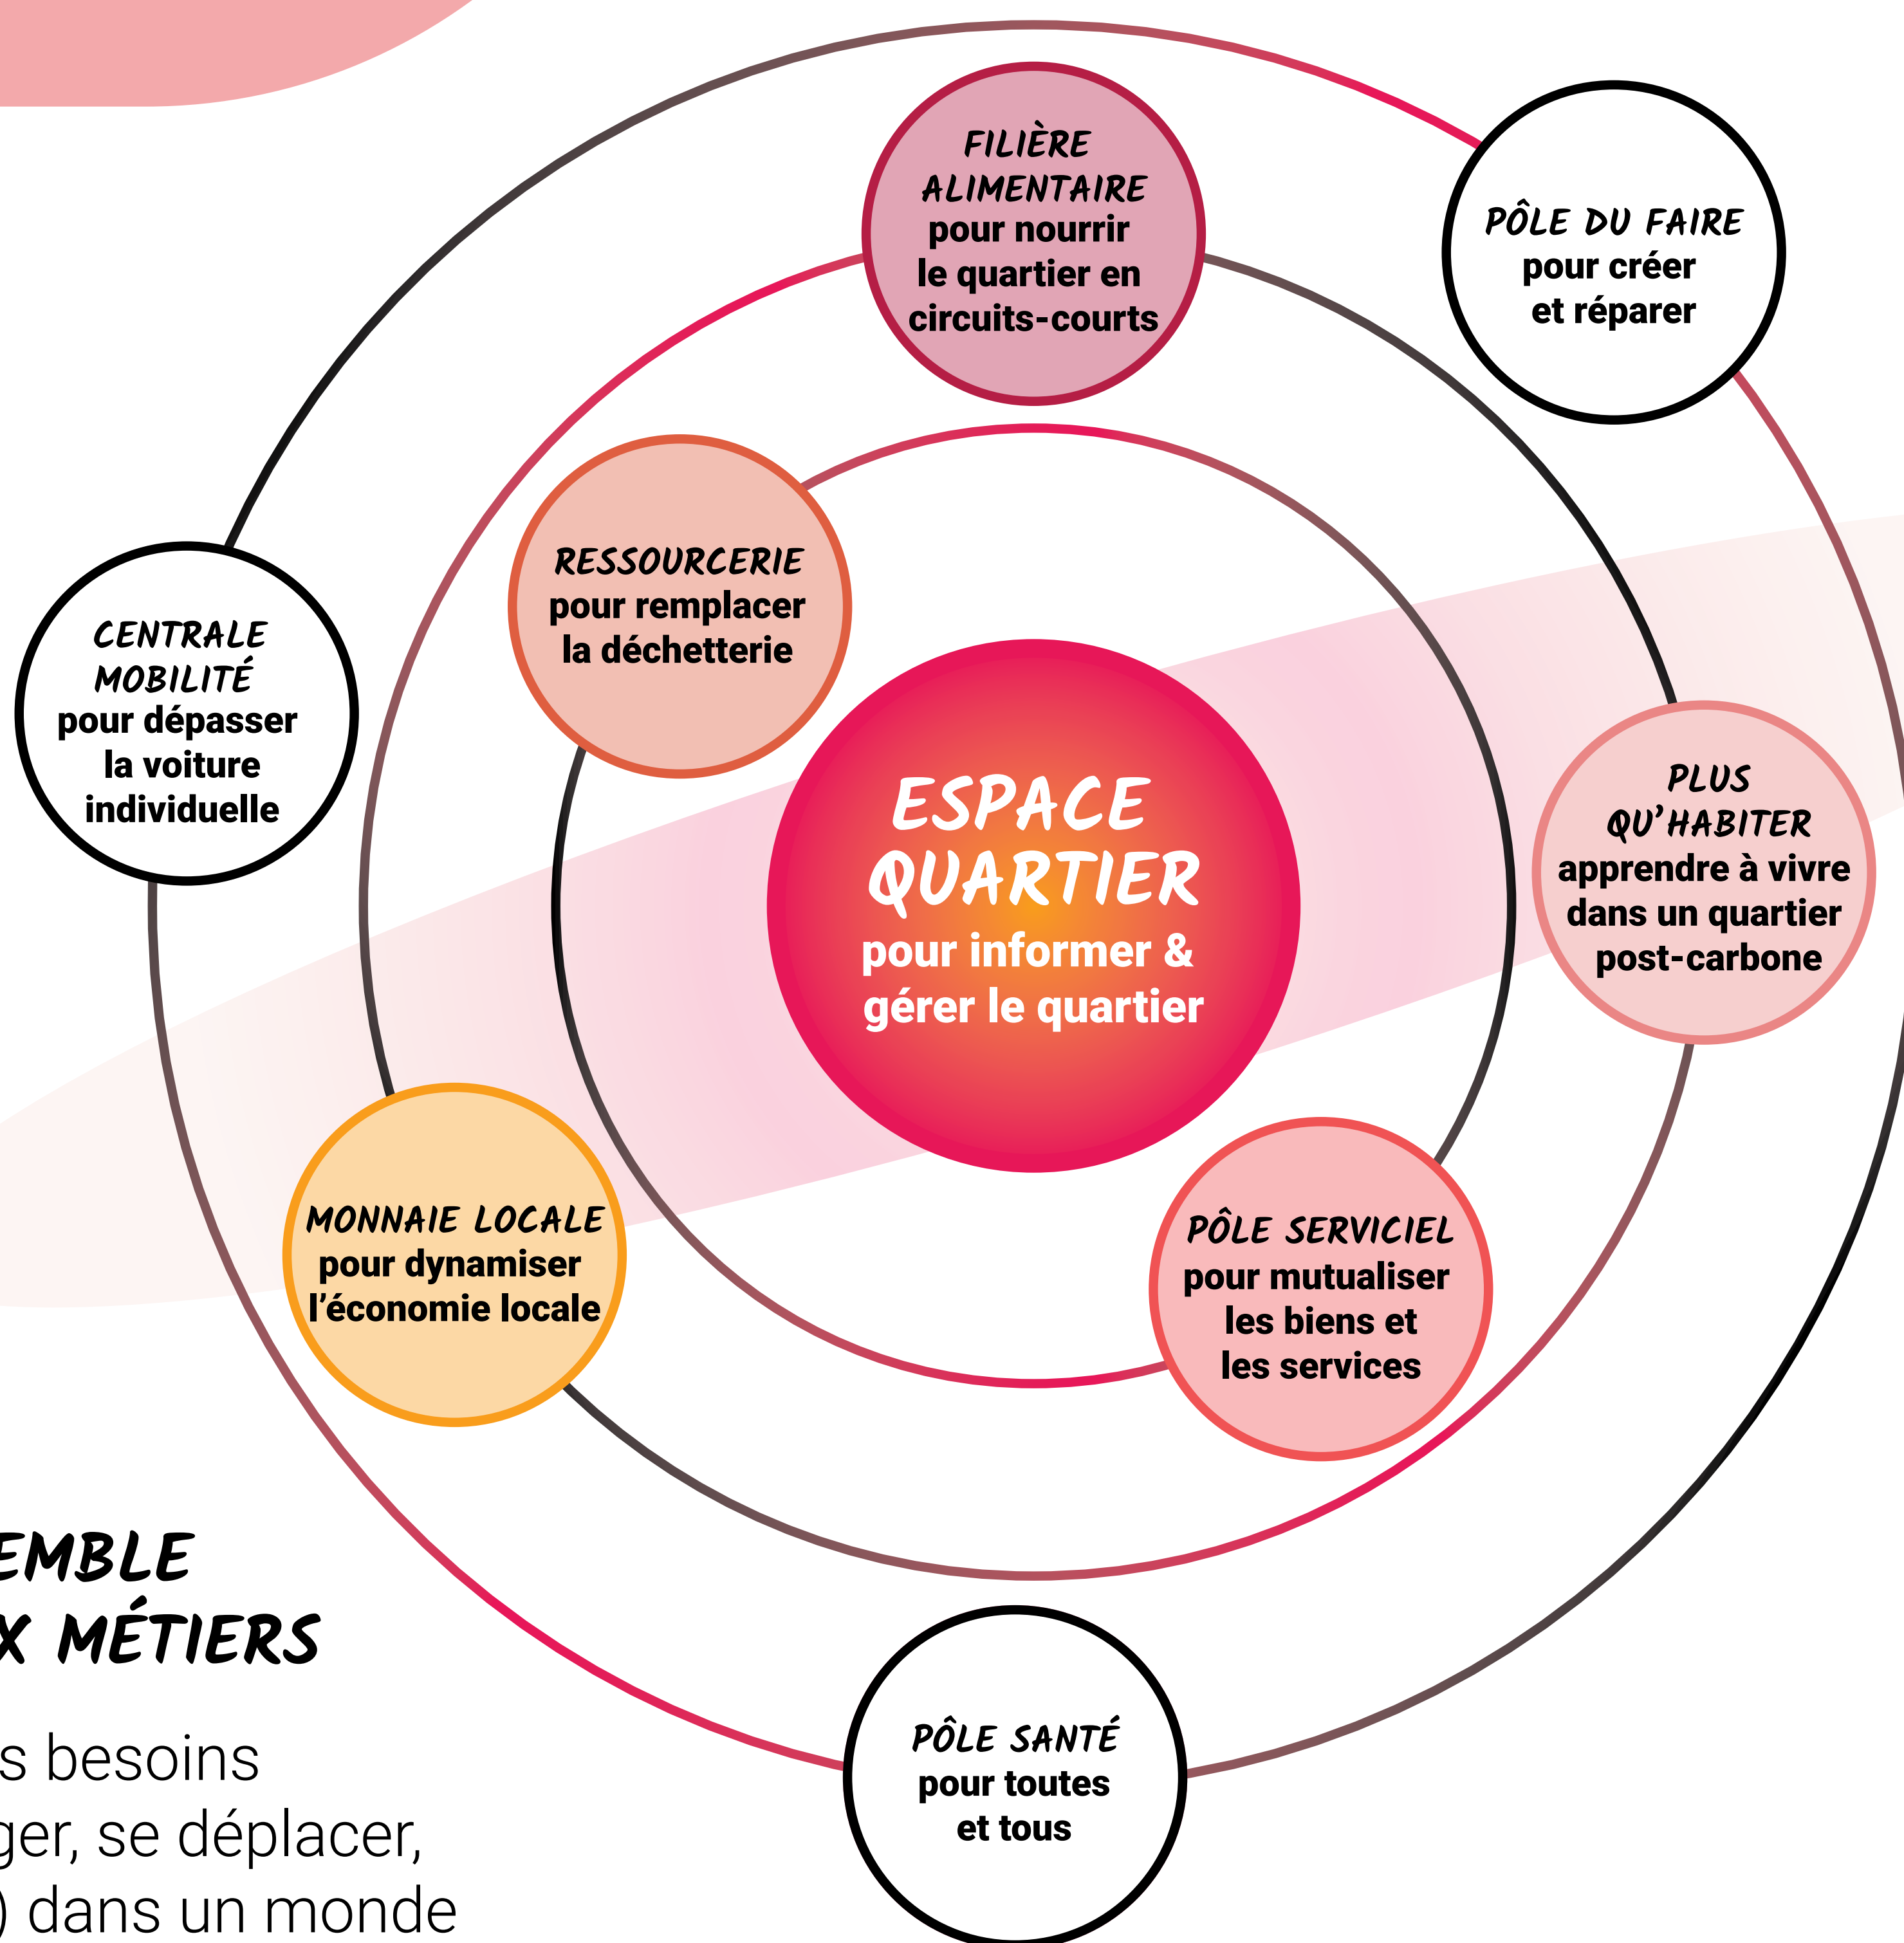 FILIÈRE
ALIMENTAIRE
pour nourrir
le quartier en
circuits-courts
PÔLE DU FAIRE
pour créer
et réparer
RESSOURCERIE
pour remplacer
la déchetterie
CENTRALE
MOBILITÉ
pour dépasser
la voiture
individuelle
ESPACE
QUARTIER
pour informer &
gérer le quartier
PLUS
QU'HABITER
apprendre à vivre
dans un quartier
post-carbone
MONNAIE LOCALE
pour dynamiser
l'économie locale
PÔLE SERVICIEL
pour mutualiser
les biens et
les services
PÔLE SANTÉ
pour toutes
et tous
EMBLE
X MÉTIERS
s besoins
ger, se déplacer,
) dans un monde